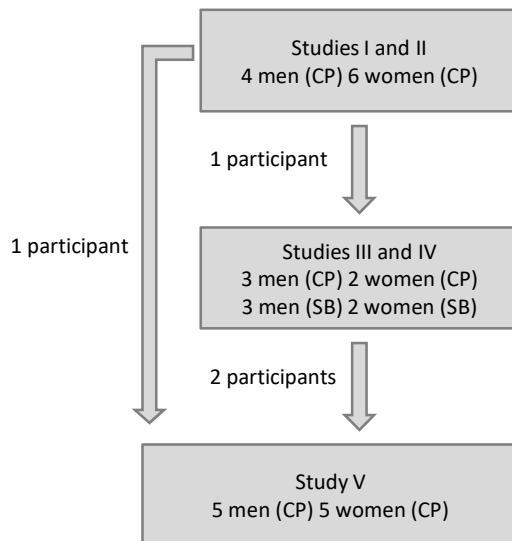 Studies I and II
4 men (CP) 6 women (CP)
1 participant
1 participant
Studies III and IV
3 men (CP) 2 women (CP)
3 men (SB) 2 women (SB)
2 participants
Study V
5 men (CP) 5 women (CP)